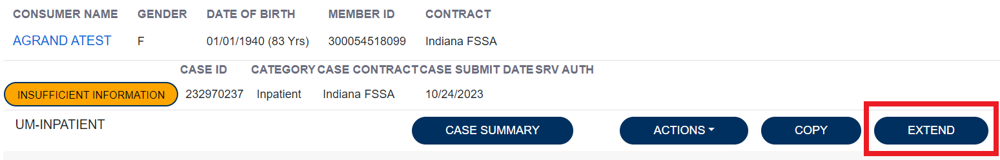 CONSUMER NAME GENDER DATE OF BIRTH MEMBER ID CONTRACT
AGRAND ATEST F 01/01/1940 (83 Yrs) 300054518099 Indiana FSSA
CASE ID CATEGORY CASE CONTRACT CASE SUBMIT DATE SRV AUTH
INSUFFICIENT INFORMATION 232970237 Inpatient Indiana FSSA 10/24/2023
UM-INPATIENT CASE SUMMARY ACTIONS COPY EXTEND